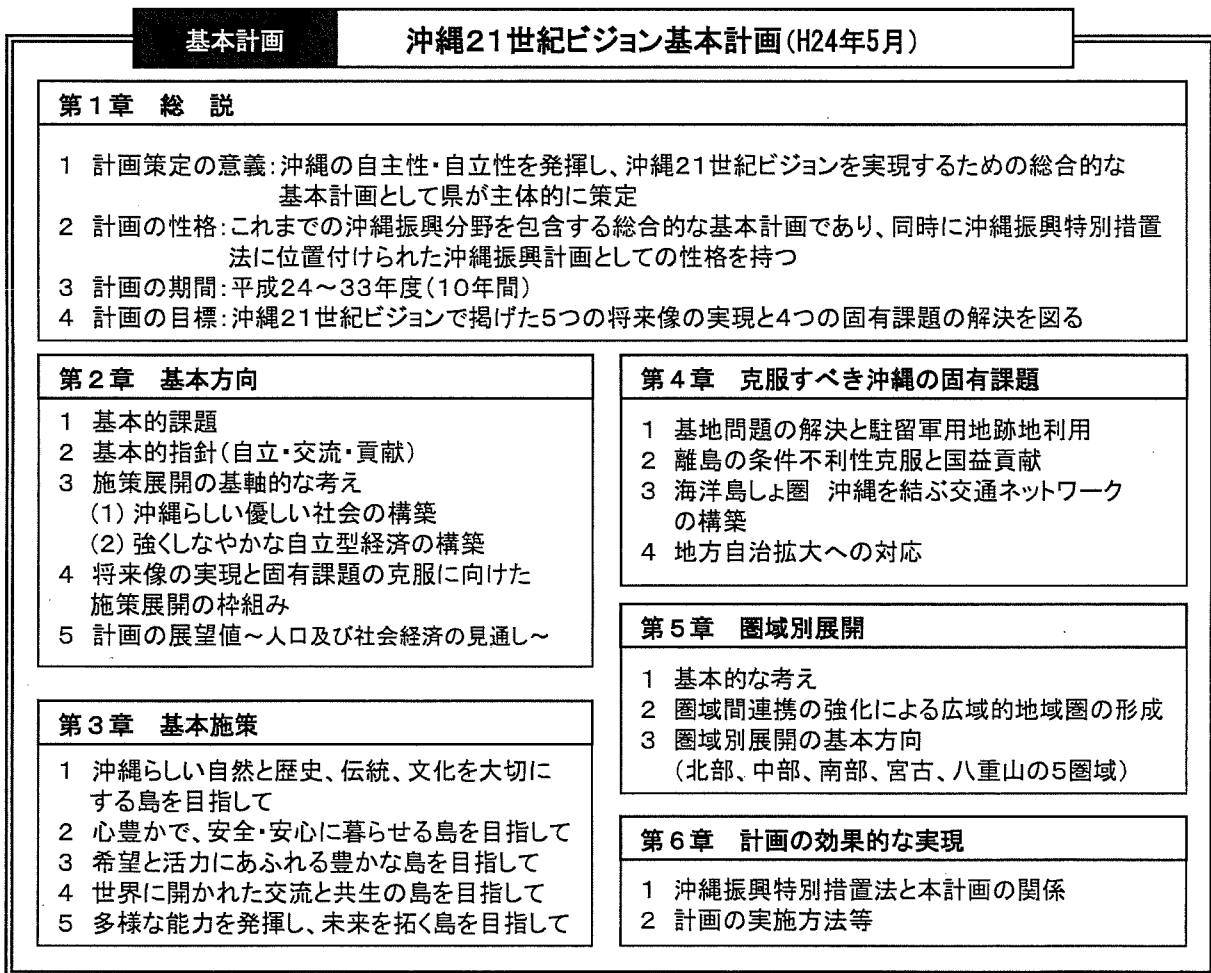 基本計画
沖縄21世紀ビジョン基本計画(H24年5月)
第1章 総 説
1 計画策定の意義:沖縄の自主性・自立性を発揮し、沖縄21世紀ビジョンを実現するための総合的な
基本計画として県が主体的に策定
2 計画の性格:これまでの沖縄振興分野を包含する総合的な基本計画であり、同時に沖縄振興特別措置
法に位置付けられた沖縄振興計画としての性格を持つ
3 計画の期間:平成24~33年度(10年間)
4 計画の目標:沖縄21世紀ビジョンで掲げた5つの将来像の実現と4つの固有課題の解決を図る
第2章 基本方向
1 基本的課題
2 基本的指針(自立・交流・貢献)
3 施策展開の基軸的な考え
(1) 沖縄らしい優しい社会の構築
(2) 強くしなやかな自立型経済の構築
4 将来像の実現と固有課題の克服に向けた
施策展開の枠組み
5 計画の展望値~人口及び社会経済の見通し~
第3章 基本施策
1 沖縄らしい自然と歴史、伝統、文化を大切に
する島を目指して
2 心豊かで、安全・安心に暮らせる島を目指して
3 希望と活力にあふれる豊かな島を目指して
4 世界に開かれた交流と共生の島を目指して
5 多様な能力を発揮し、未来を拓く島を目指して
第4章 克服すべき沖縄の固有課題
1 基地問題の解決と駐留軍用地跡地利用
2 離島の条件不利性克服と国益貢献
3 海洋島しょ圏 沖縄を結ぶ交通ネットワーク
の構築
4 地方自治拡大への対応
第5章 圏域別展開
1 基本的な考え
2 圏域間連携の強化による広域的地域圏の形成
3 圏域別展開の基本方向
(北部、中部、南部、宮古、八重山の5圏域)
第6章 計画の効果的な実現
1 沖縄振興特別措置法と本計画の関係
2 計画の実施方法等